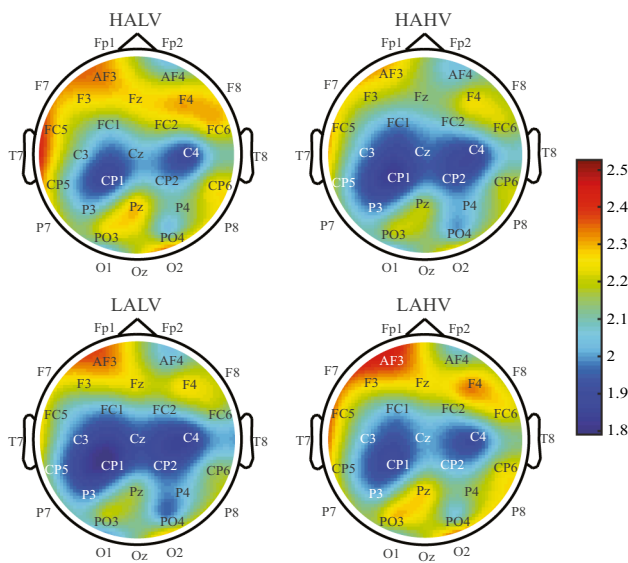 HALV
Fp1 Fp2
AF3 AF4
F7 F3 Fz F4 F8
FC5 FC1 FC2 FC6
T7 C3 Cz C4 T8
CP5 CP1 CP2 CP6
P7 P3 Pz P4 P8
PO3 PO4
O1 Oz O2
HAHV
Fp1 Fp2
AF3 AF4
F7 F3 Fz F4 F8
FC5 FC1 FC2 FC6
T7 C3 Cz C4 T8
CP5 CP1 CP2 CP6
P7 P3 Pz P4 P8
PO3 PO4
O1 Oz O2
LALV
Fp1 Fp2
AF3 AF4
F7 F3 Fz F4 F8
FC5 FC1 FC2 FC6
T7 C3 Cz C4 T8
CP5 CP1 CP2 CP6
P7 P3 Pz P4 P8
PO3 PO4
O1 Oz O2
LAHV
Fp1 Fp2
AF3 AF4
F7 F3 Fz F4 F8
FC5 FC1 FC2 FC6
T7 C3 Cz C4 T8
CP5 CP1 CP2 CP6
P7 P3 Pz P4 P8
PO3 PO4
O1 Oz O2
2.5
2.4
2.3
2.2
2.1
2
1.9
1.8